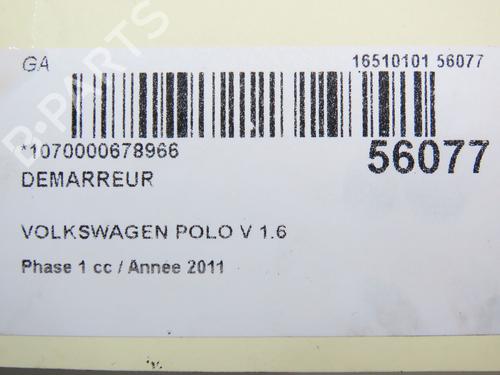 GA 16510101 56077
*1070000678966 56077
DEMARREUR
VOLKSWAGEN POLO V 1.6
Phase 1 cc / Annee 2011
B-PARTS